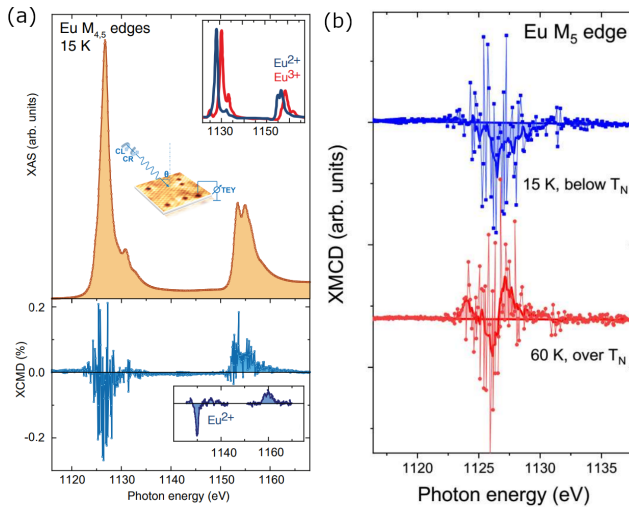 (a)
Eu M4,5 edges
15 K
XAS (arb. units)
Eu2+
Eu3+
1130 1150
CL
CR
θ
TEY
0.2
0.0
-0.2
XCMD (%)
Eu2+
1140 1160
1120 1130 1140 1150 1160
Photon energy (eV)
(b)
Eu M5 edge
XMCD (arb. units)
15 K, below TN
60 K, over TN
1120 1125 1130 1135
Photon energy (eV)